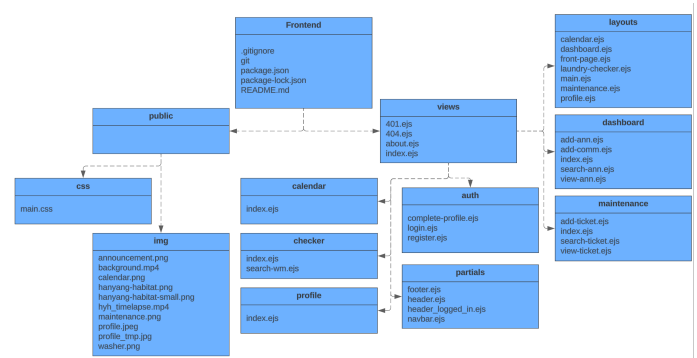 Frontend
.gitignore
git
package.json
package-lock.json
README.md
layouts
calendar.ejs
dashboard.ejs
front-page.ejs
laundry-checker.ejs
main.ejs
maintenance.ejs
profile.ejs
public
views
401.ejs
404.ejs
about.ejs
index.ejs
dashboard
add-ann.ejs
add-comm.ejs
index.ejs
search-ann.ejs
view-ann.ejs
css
main.css
calendar
index.ejs
auth
complete-profile.ejs
login.ejs
register.ejs
maintenance
add-ticket.ejs
index.ejs
search-ticket.ejs
view-ticket.ejs
img
announcement.png
background.mp4
calendar.png
hanyang-habitat.png
hanyang-habitat-small.png
hyh_timelapse.mp4
maintenance.png
profile.jpeg
profile_tmp.jpg
washer.png
checker
index.ejs
search-wm.ejs
partials
footer.ejs
header.ejs
header_logged_in.ejs
navbar.ejs
profile
index.ejs